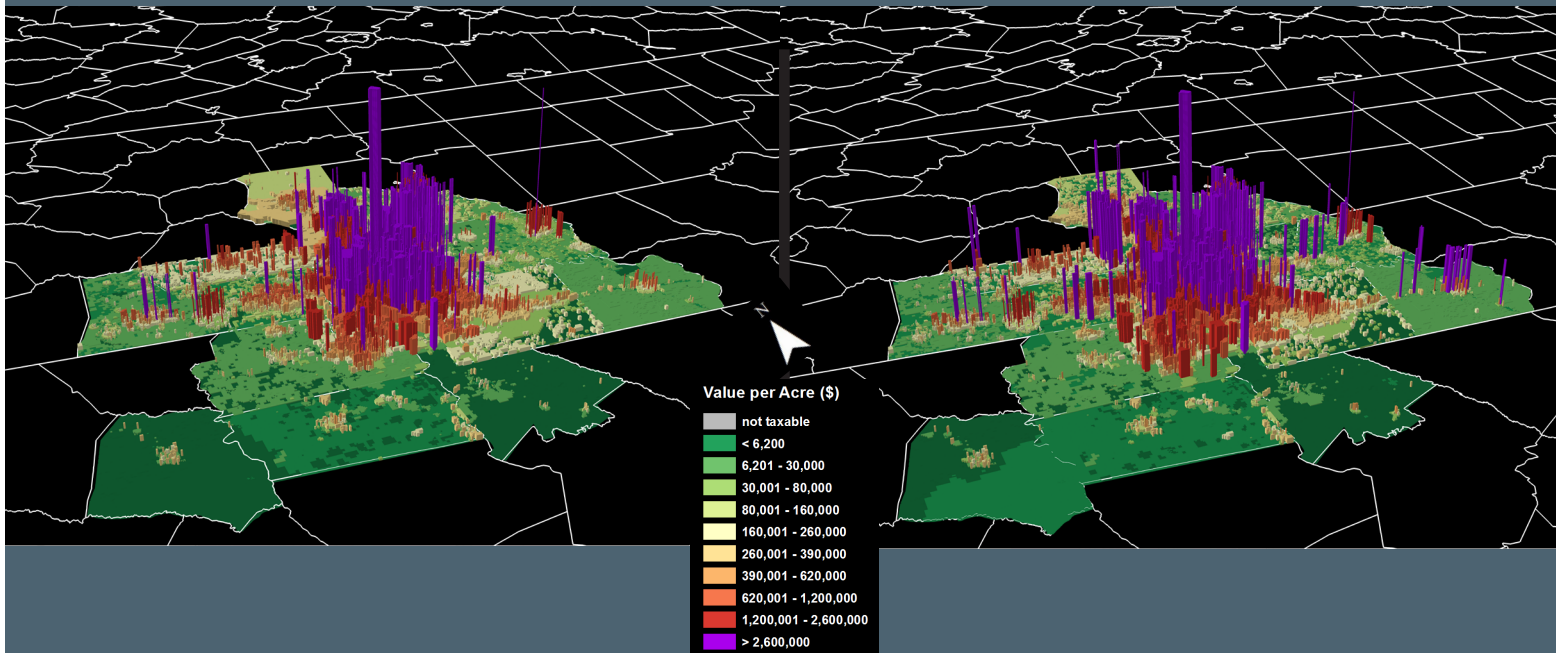 N
Value per Acre ($)
not taxable
< 6,200
6,201 - 30,000
30,001 - 80,000
80,001 - 160,000
160,001 - 260,000
260,001 - 390,000
390,001 - 620,000
620,001 - 1,200,000
1,200,001 - 2,600,000
> 2,600,000